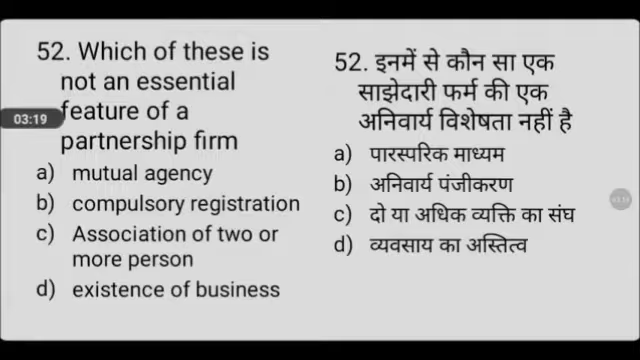 52. Which of these is
not an essential
feature of a
partnership firm
a) mutual agency
b) compulsory registration
c) Association of two or
more person
d) existence of business
03:19
52. इनमें से कौन सा एक
साझेदारी फर्म की एक
अनिवार्य विशेषता नहीं है
a) पारस्परिक माध्यम
b) अनिवार्य पंजीकरण
c) दो या अधिक व्यक्ति का संघ
d) व्यवसाय का अस्तित्व